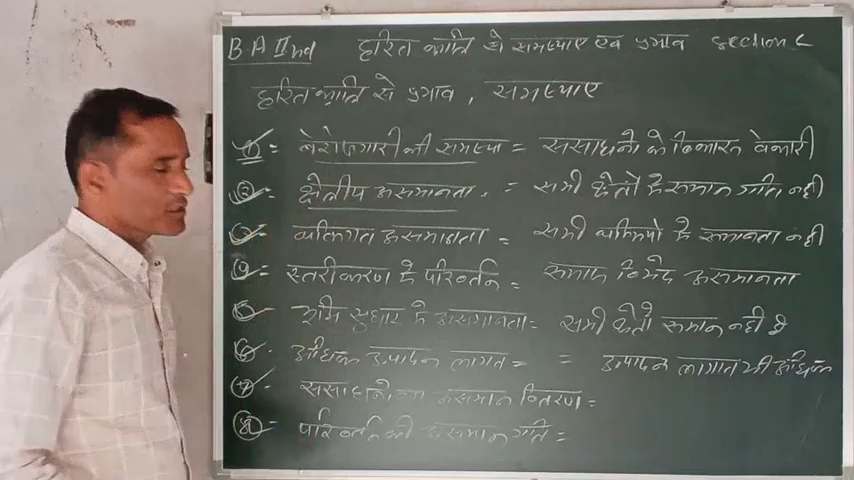 B.A IInd हरित क्रान्ति से समस्याए एवं प्रभाव Section C
हरित क्रान्ति से प्रभाव, समस्याए
① = बेरोजगारी की समस्या = ससाधनो के वेकारी
② = क्षेत्रीय असमानता = सभी क्षेत्रों मे समान गति नही
③ = व्यक्तिगत असमानता = सभी व्यक्तियों मे समानता नही
④ = स्तरीकरण मे परिवर्तन = समाज असमानता
⑤ = भूमि सुधार मे असमानता = सभी क्षेत्रो समान नही है
⑥ = अधिक उत्पादन लागत = = उत्पादन लागत की अधिक
⑦ = ससाधनो का असमान वितरण =
⑧ = परिवर्तन की असमान गति =